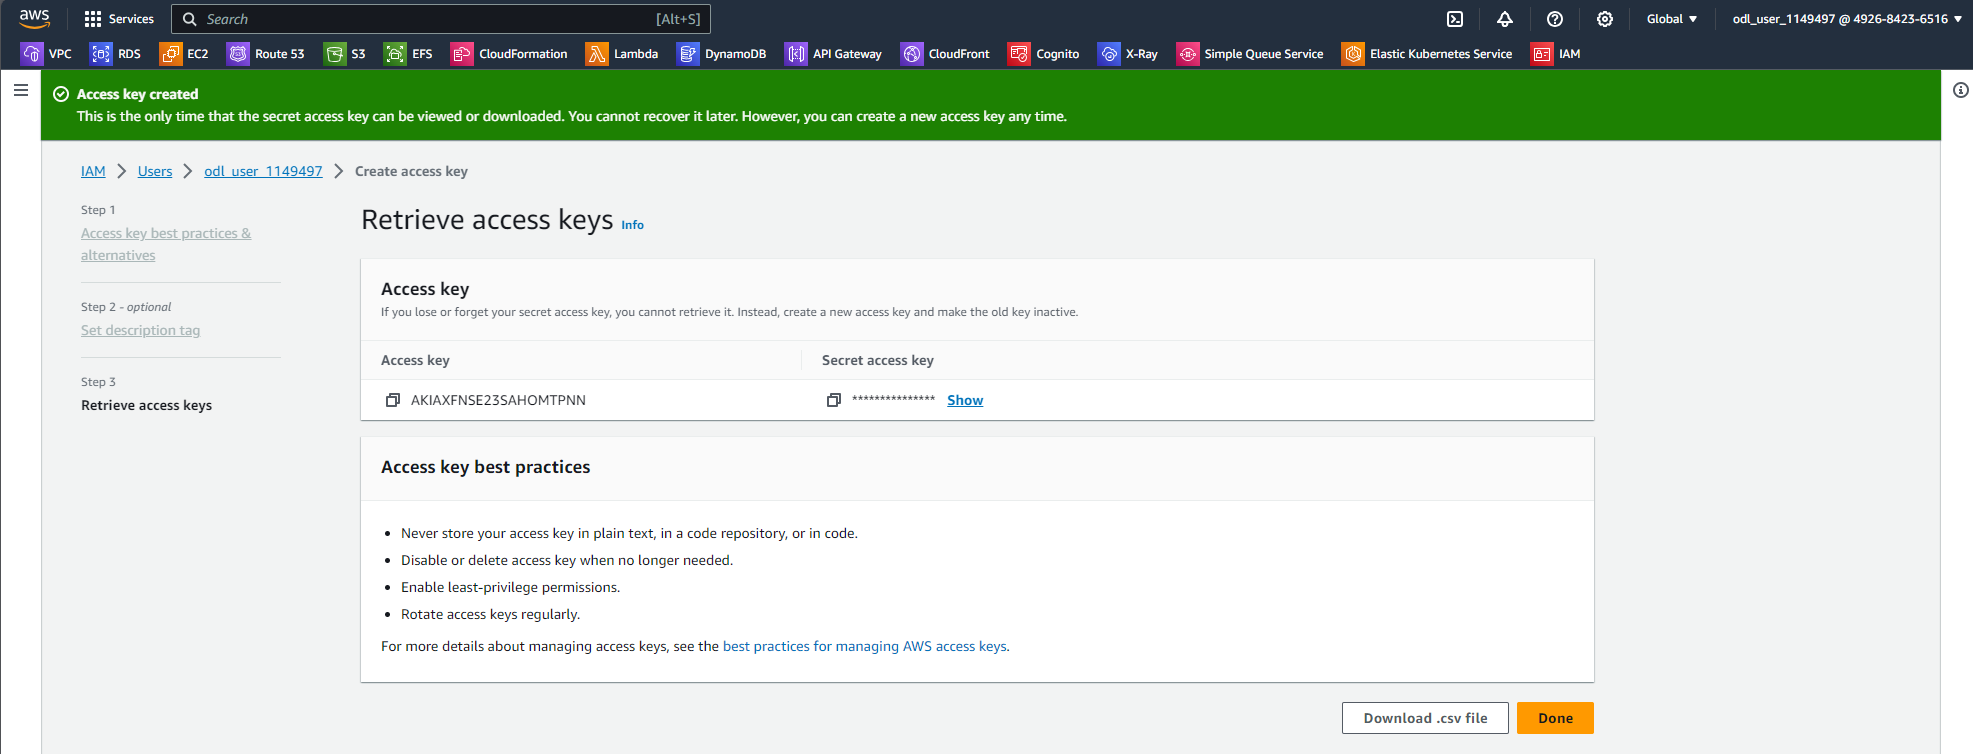 aws
Services
Search
[Alt+S]
Global ▼
odl_user_1149497 @ 4926-8423-6516 ▼
VPC
RDS
EC2
Route 53
S3
EFS
CloudFormation
Lambda
DynamoDB
API Gateway
CloudFront
Cognito
X-Ray
Simple Queue Service
Elastic Kubernetes Service
IAM
Access key created
This is the only time that the secret access key can be viewed or downloaded. You cannot recover it later. However, you can create a new access key any time.
IAM > Users > odl_user_1149497 > Create access key
Step 1
Access key best practices &
alternatives
Step 2 - optional
Set description tag
Step 3
Retrieve access keys
Retrieve access keys Info
Access key
If you lose or forget your secret access key, you cannot retrieve it. Instead, create a new access key and make the old key inactive.
Access key
Secret access key
AKIAXFNSE23SAHOMTPNN
*************** Show
Access key best practices
• Never store your access key in plain text, in a code repository, or in code.
• Disable or delete access key when no longer needed.
• Enable least-privilege permissions.
• Rotate access keys regularly.
For more details about managing access keys, see the best practices for managing AWS access keys.
Download .csv file
Done